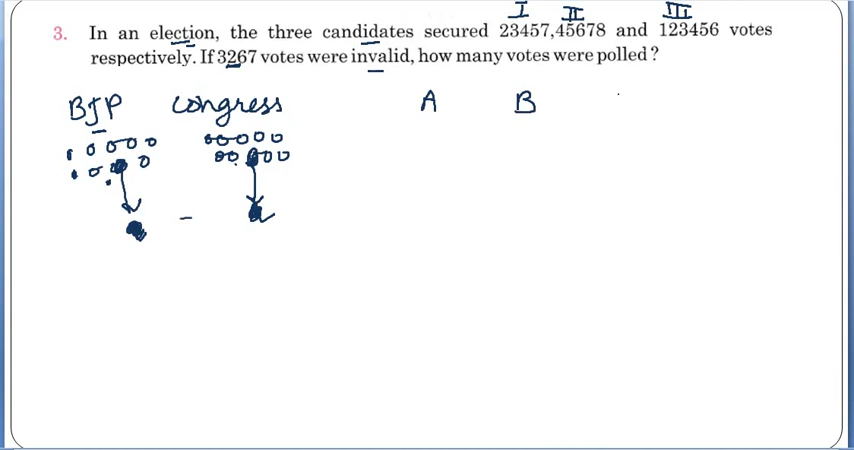 I II III
3. In an election, the three candidates secured 23457,45678 and 123456 votes
respectively. If 3267 votes were invalid, how many votes were polled ?
BJP Congress A B